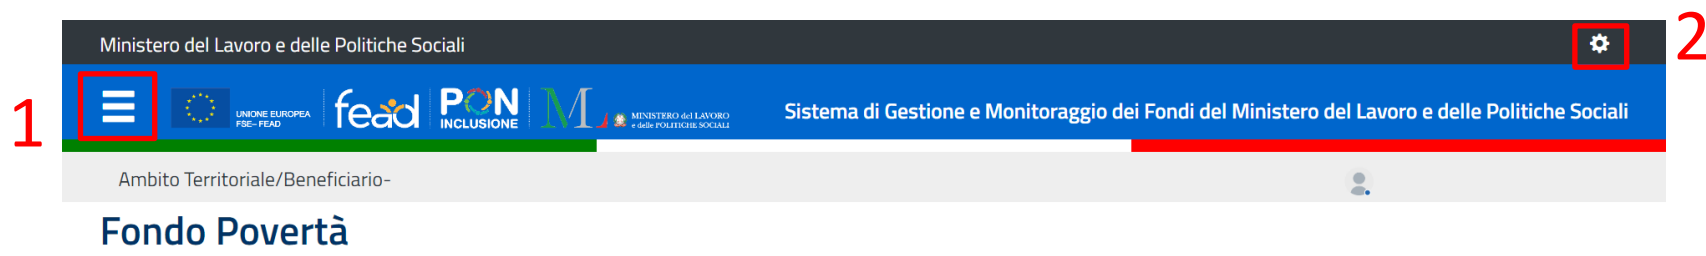 2
Ministero del Lavoro e delle Politiche Sociali
1
UNIONE EUROPEA
FSE-FEAD
fead
PON
INCLUSIONE
M
MINISTERO del LAVORO
e delle POLITICHE SOCIALI
Sistema di Gestione e Monitoraggio dei Fondi del Ministero del Lavoro e delle Politiche Sociali
Ambito Territoriale/Beneficiario-
Fondo Povertà